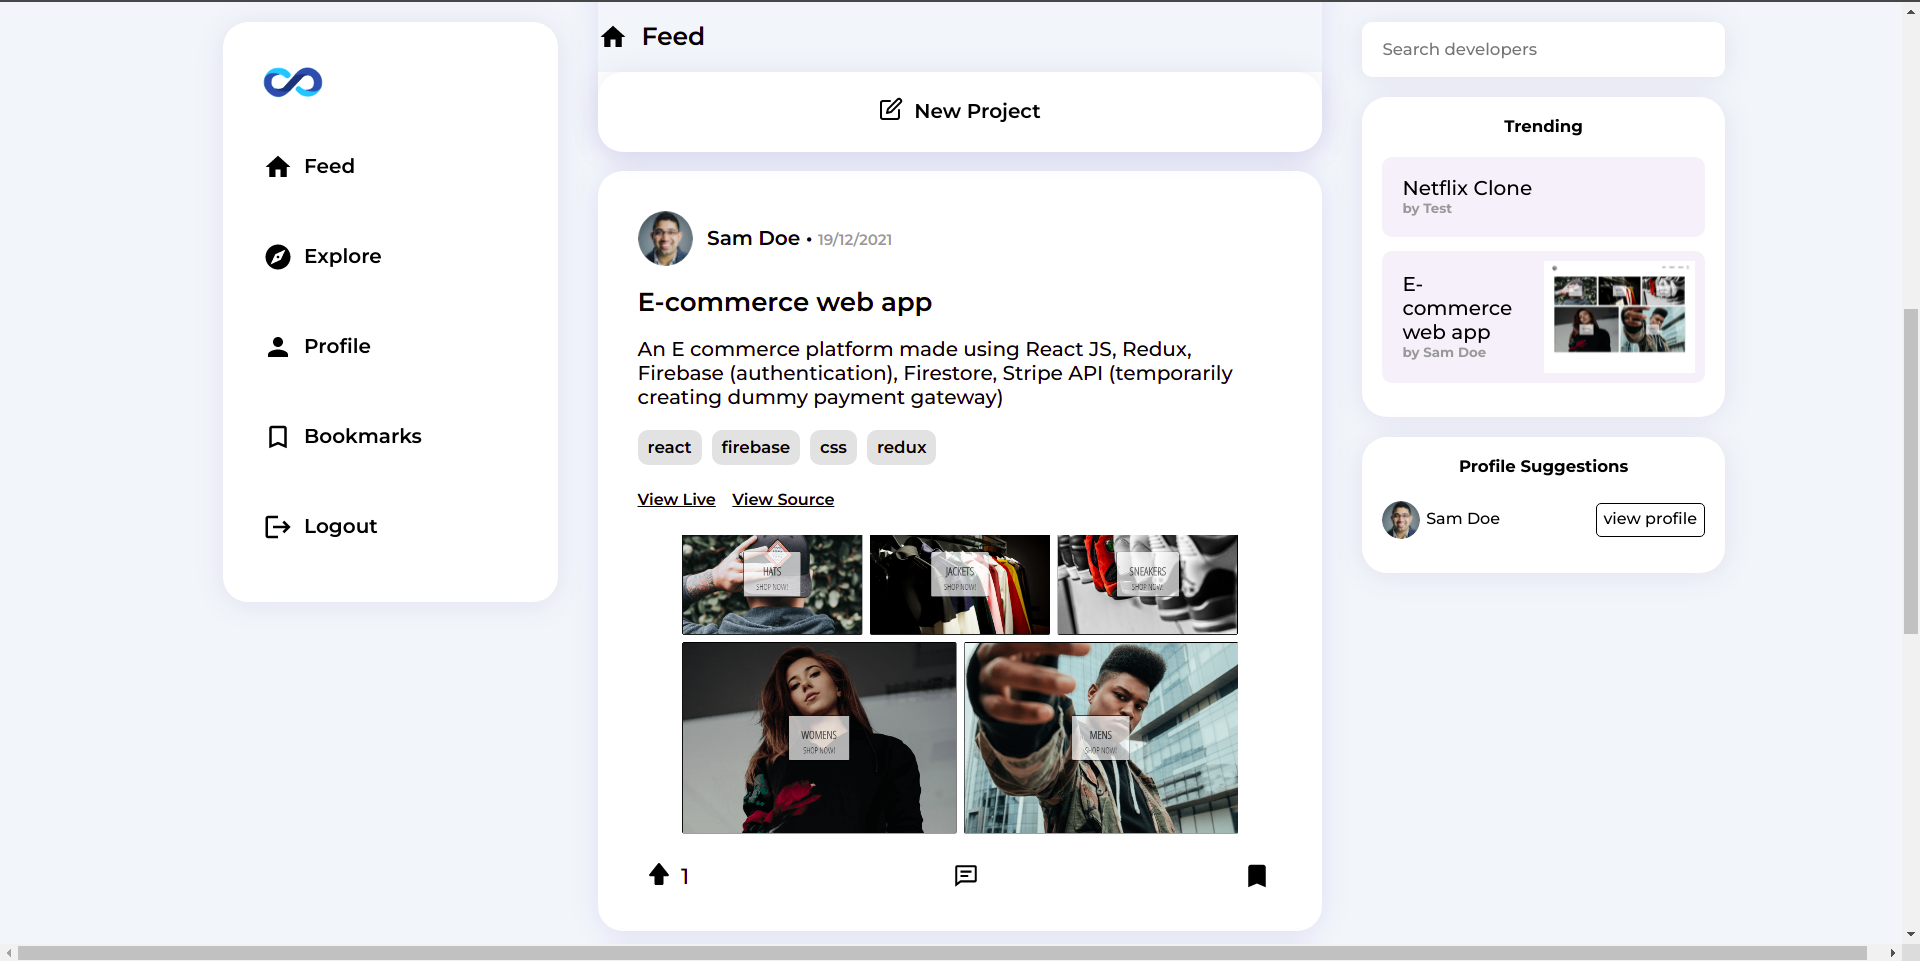 Feed
Explore
Profile
Bookmarks
Logout
Feed
New Project
Sam Doe • 19/12/2021
E-commerce web app
An E commerce platform made using React JS, Redux,
Firebase (authentication), Firestore, Stripe API (temporarily
creating dummy payment gateway)
react firebase css redux
View Live View Source
HATS
SHOP NOW!
JACKETS
SHOP NOW!
SNEAKERS
SHOP NOW!
WOMENS
SHOP NOW!
MENS
SHOP NOW!
1
Search developers
Trending
Netflix Clone
by Test
E-
commerce
web app
by Sam Doe
Profile Suggestions
Sam Doe view profile